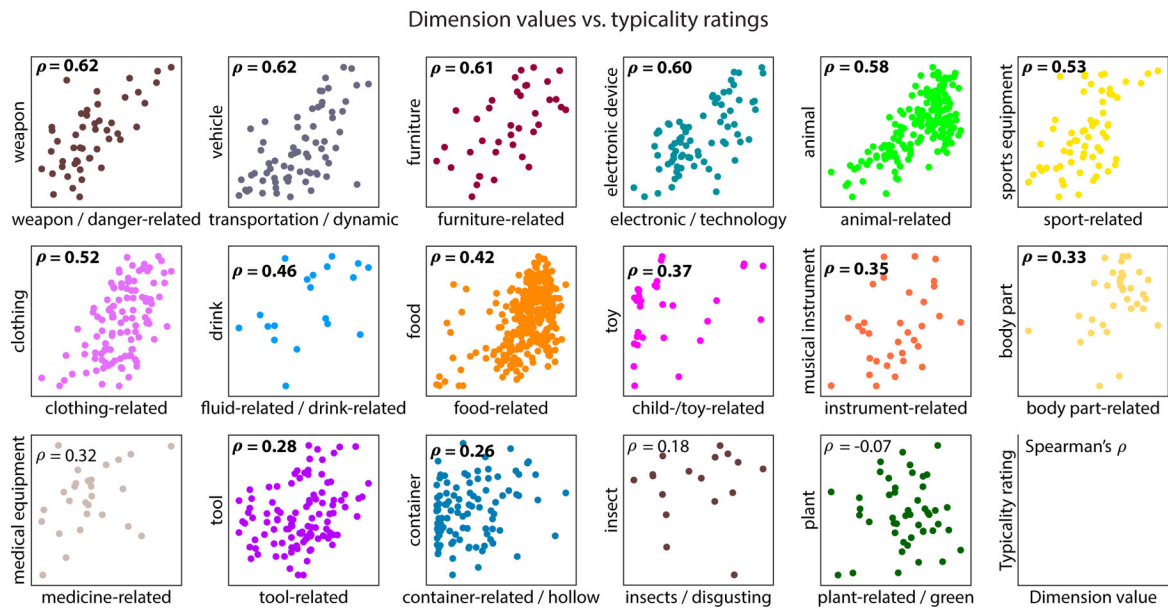 Dimension values vs. typicality ratings
ρ = 0.62
weapon
weapon / danger-related
ρ = 0.62
vehicle
transportation / dynamic
ρ = 0.61
furniture
furniture-related
ρ = 0.60
electronic device
electronic / technology
ρ = 0.58
animal
animal-related
ρ = 0.53
sports equipment
sport-related
ρ = 0.52
clothing
clothing-related
ρ = 0.46
drink
fluid-related / drink-related
ρ = 0.42
food
food-related
ρ = 0.37
toy
child-/toy-related
ρ = 0.35
musical instrument
instrument-related
ρ = 0.33
body part
body part-related
ρ = 0.32
medical equipment
medicine-related
ρ = 0.28
tool
tool-related
ρ = 0.26
container
container-related / hollow
ρ = 0.18
insect
insects / disgusting
ρ = -0.07
plant
plant-related / green
Spearman's ρ
Typicality rating
Dimension value